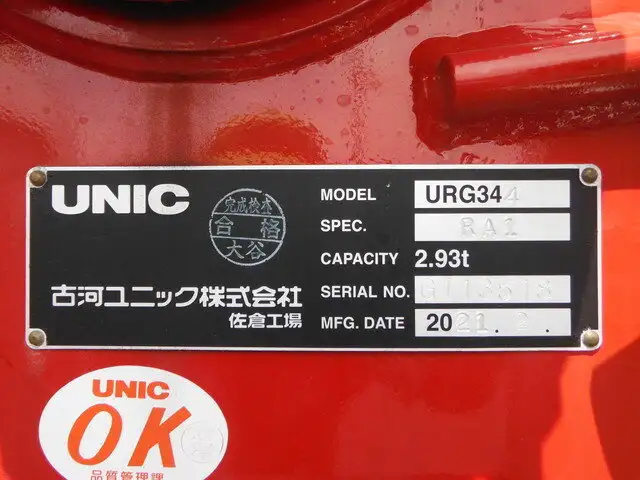 UNIC
完成検査
合格
大谷
古河ユニック株式会社
佐倉工場
MODEL URG344
SPEC. RA1
CAPACITY 2.93t
SERIAL NO.
MFG. DATE 2021. 2.
UNIC
OK
品質管理課